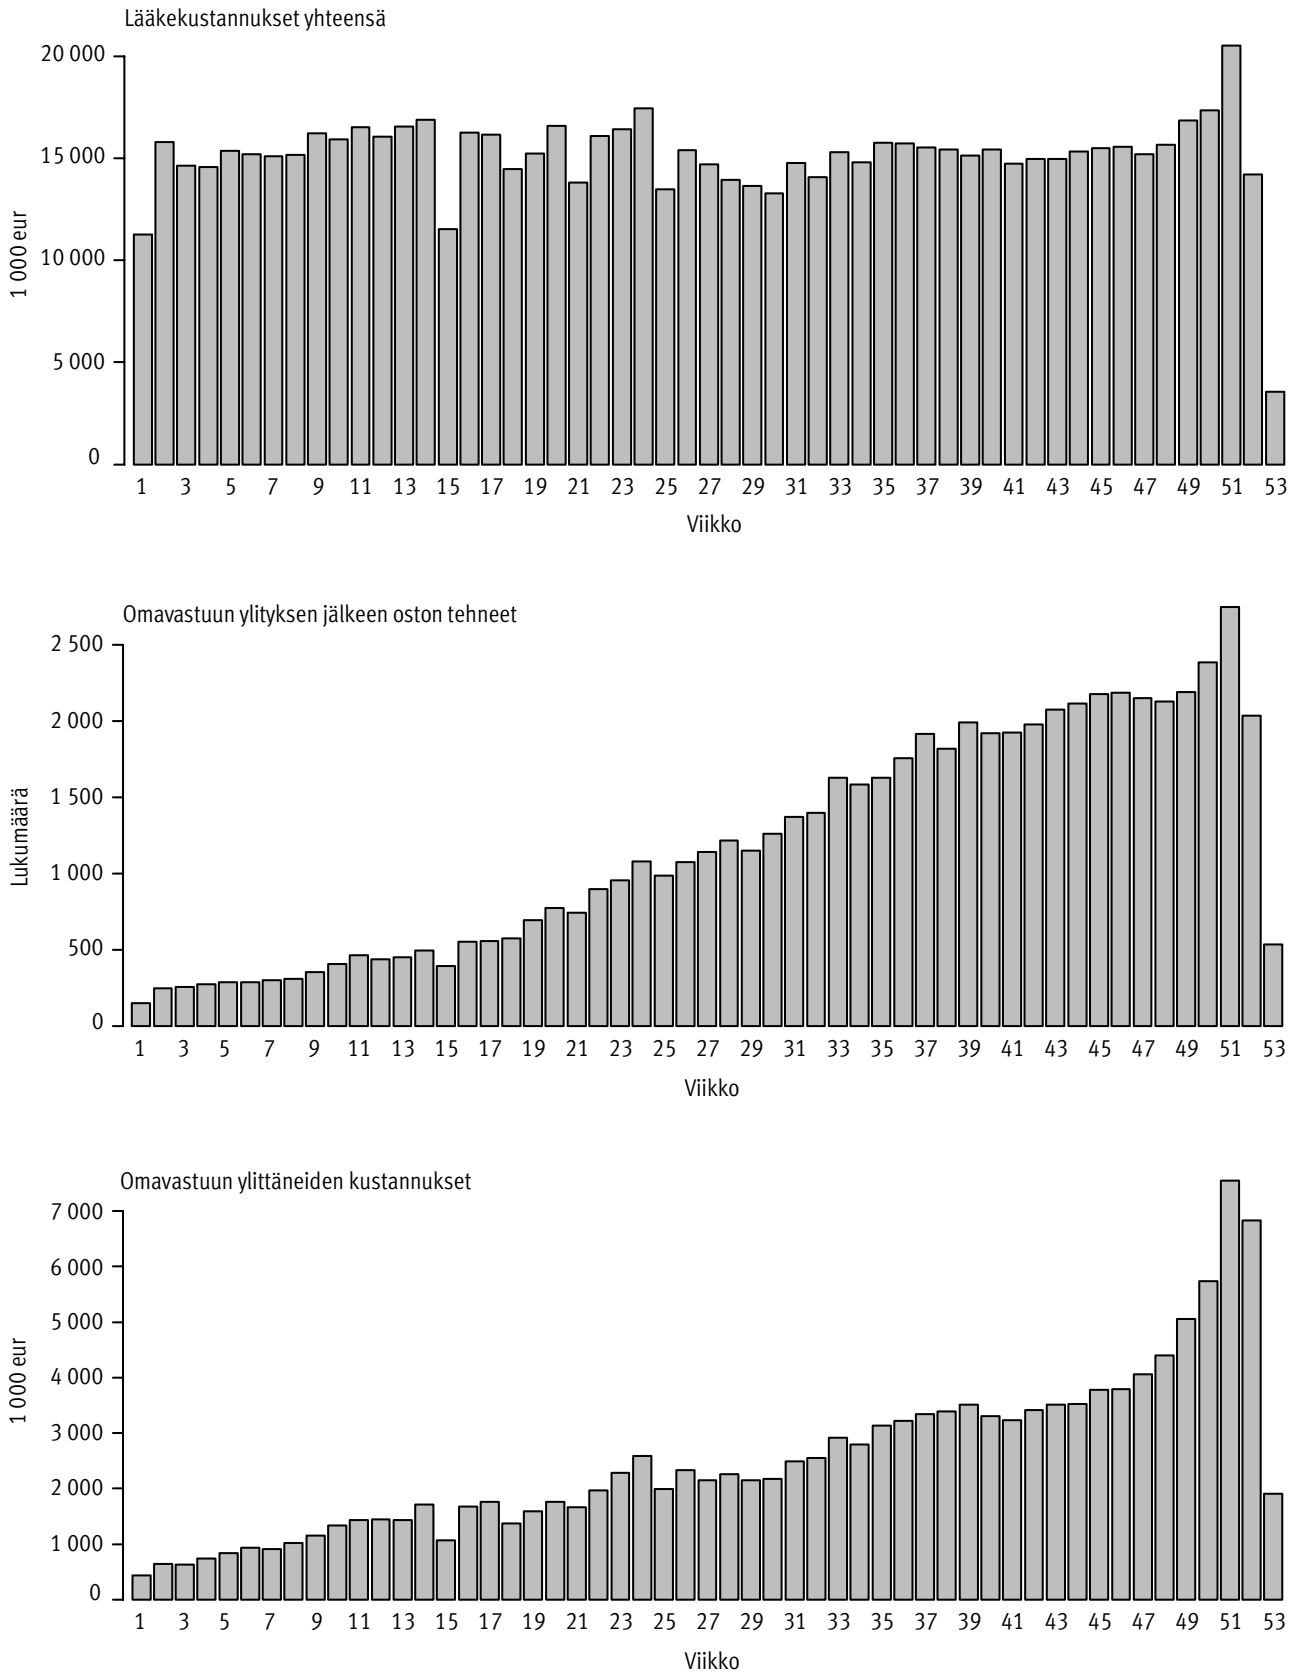 Lääkekustannukset yhteensä
20 000
15 000
10 000
5 000
0
1 000 eur
1 3 5 7 9 11 13 15 17 19 21 23 25 27 29 31 33 35 37 39 41 43 45 47 49 51 53
Viikko
Omavastuun ylityksen jälkeen oston tehneet
2 500
2 000
1 500
1 000
500
0
Lukumäärä
1 3 5 7 9 11 13 15 17 19 21 23 25 27 29 31 33 35 37 39 41 43 45 47 49 51 53
Viikko
Omavastuun ylittäneiden kustannukset
7 000
6 000
5 000
4 000
3 000
2 000
1 000
0
1 000 eur
1 3 5 7 9 11 13 15 17 19 21 23 25 27 29 31 33 35 37 39 41 43 45 47 49 51 53
Viikko